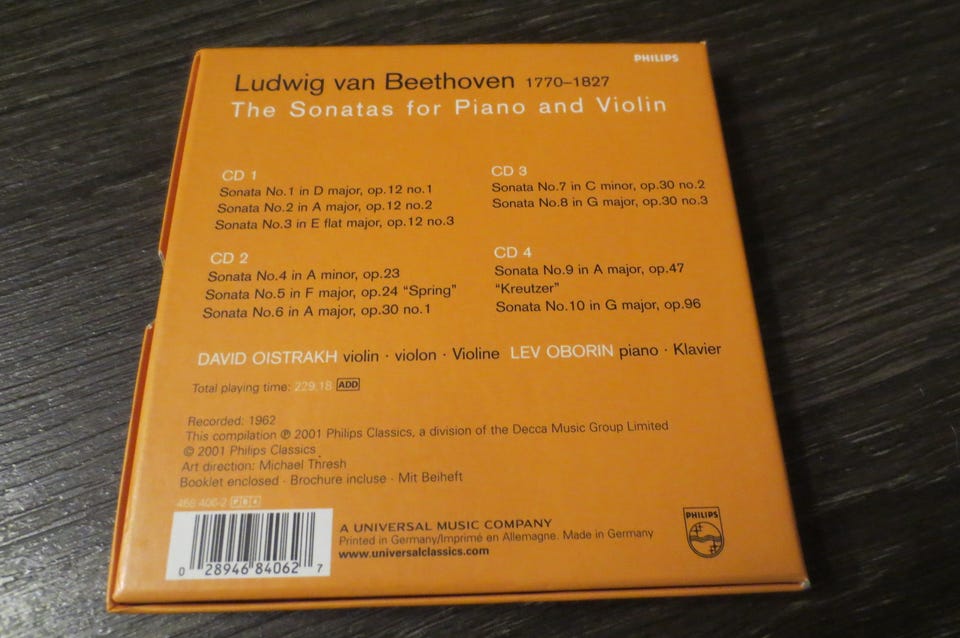 PHILIPS
Ludwig van Beethoven 1770–1827
The Sonatas for Piano and Violin
CD 1
Sonata No.1 in D major, op.12 no.1
Sonata No.2 in A major, op.12 no.2
Sonata No.3 in E flat major, op.12 no.3
CD 2
Sonata No.4 in A minor, op.23
Sonata No.5 in F major, op.24 “Spring”
Sonata No.6 in A major, op.30 no.1
CD 3
Sonata No.7 in C minor, op.30 no.2
Sonata No.8 in G major, op.30 no.3
CD 4
Sonata No.9 in A major, op.47
“Kreutzer”
Sonata No.10 in G major, op.96
DAVID OISTRAKH violin · violon · Violine LEV OBORIN piano · Klavier
Total playing time: 229.18 ADD
Recorded: 1962
This compilation ℗ 2001 Philips Classics, a division of the Decca Music Group Limited
© 2001 Philips Classics
Art direction: Michael Thresh
Booklet enclosed · Brochure incluse · Mit Beiheft
468 406-2
A UNIVERSAL MUSIC COMPANY
Printed in Germany/Imprimé en Allemagne. Made in Germany
www.universalclassics.com
PHILIPS
0 28946 84062 7